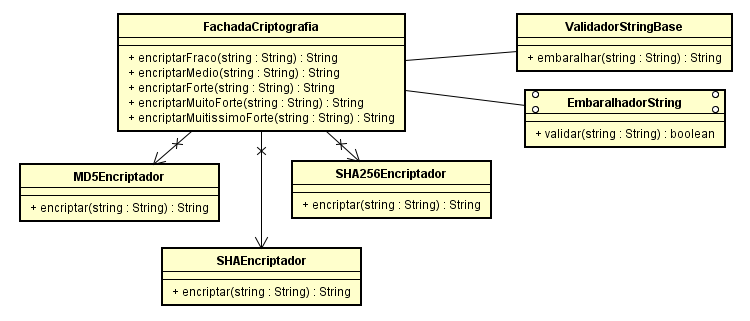 FachadaCriptografia
+ encriptarFraco(string : String) : String
+ encriptarMedio(string : String) : String
+ encriptarForte(string : String) : String
+ encriptarMuitoForte(string : String) : String
+ encriptarMuitissimoForte(string : String) : String
ValidadorStringBase
+ embaralhar(string : String) : String
EmbaralhadorString
+ validar(string : String) : boolean
MD5Encriptador
+ encriptar(string : String) : String
SHA256Encriptador
+ encriptar(string : String) : String
SHAEncriptador
+ encriptar(string : String) : String